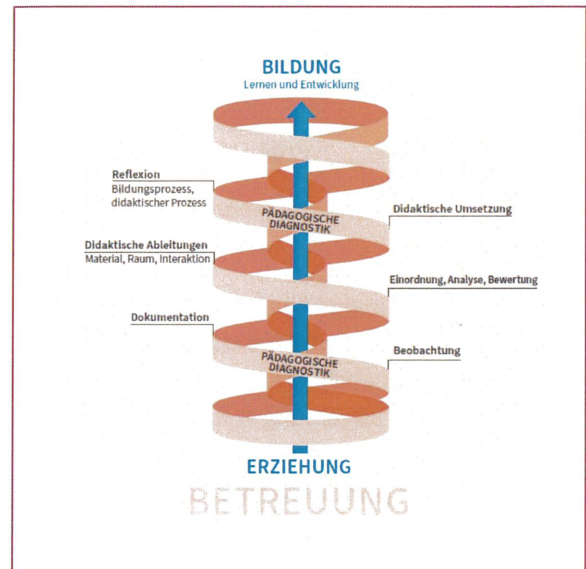 BILDUNG
Lernen und Entwicklung
Reflexion
Bildungsprozess,
didaktischer Prozess
Didaktische Umsetzung
PÄDAGOGISCHE
DIAGNOSTIK
Didaktische Ableitungen
Material, Raum, Interaktion
Einordnung, Analyse, Bewertung
Dokumentation
Beobachtung
PÄDAGOGISCHE
DIAGNOSTIK
ERZIEHUNG
BETREUUNG